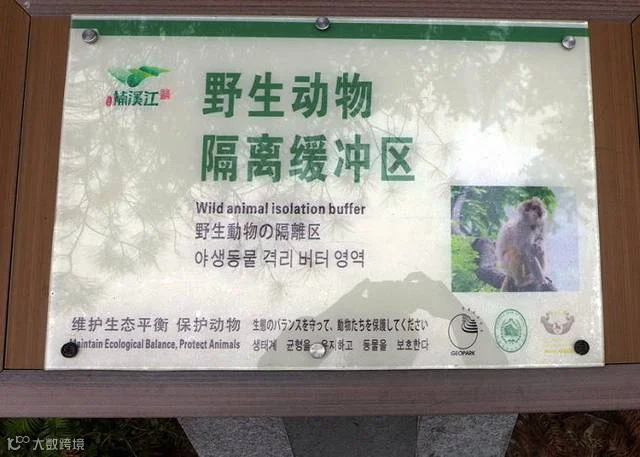 楠溪江
野生动物
隔离缓冲区
Wild animal isolation buffer
野生動物の隔離区
야생동물 격리 버터 영역
维护生态平衡 保护动物
生態のバランスを守って、動物たちを保護してください
Maintain Ecological Balance, Protect Animals
생태계 균형을 유지하고 동물을 보호한다
GEOPARK
大数跨境